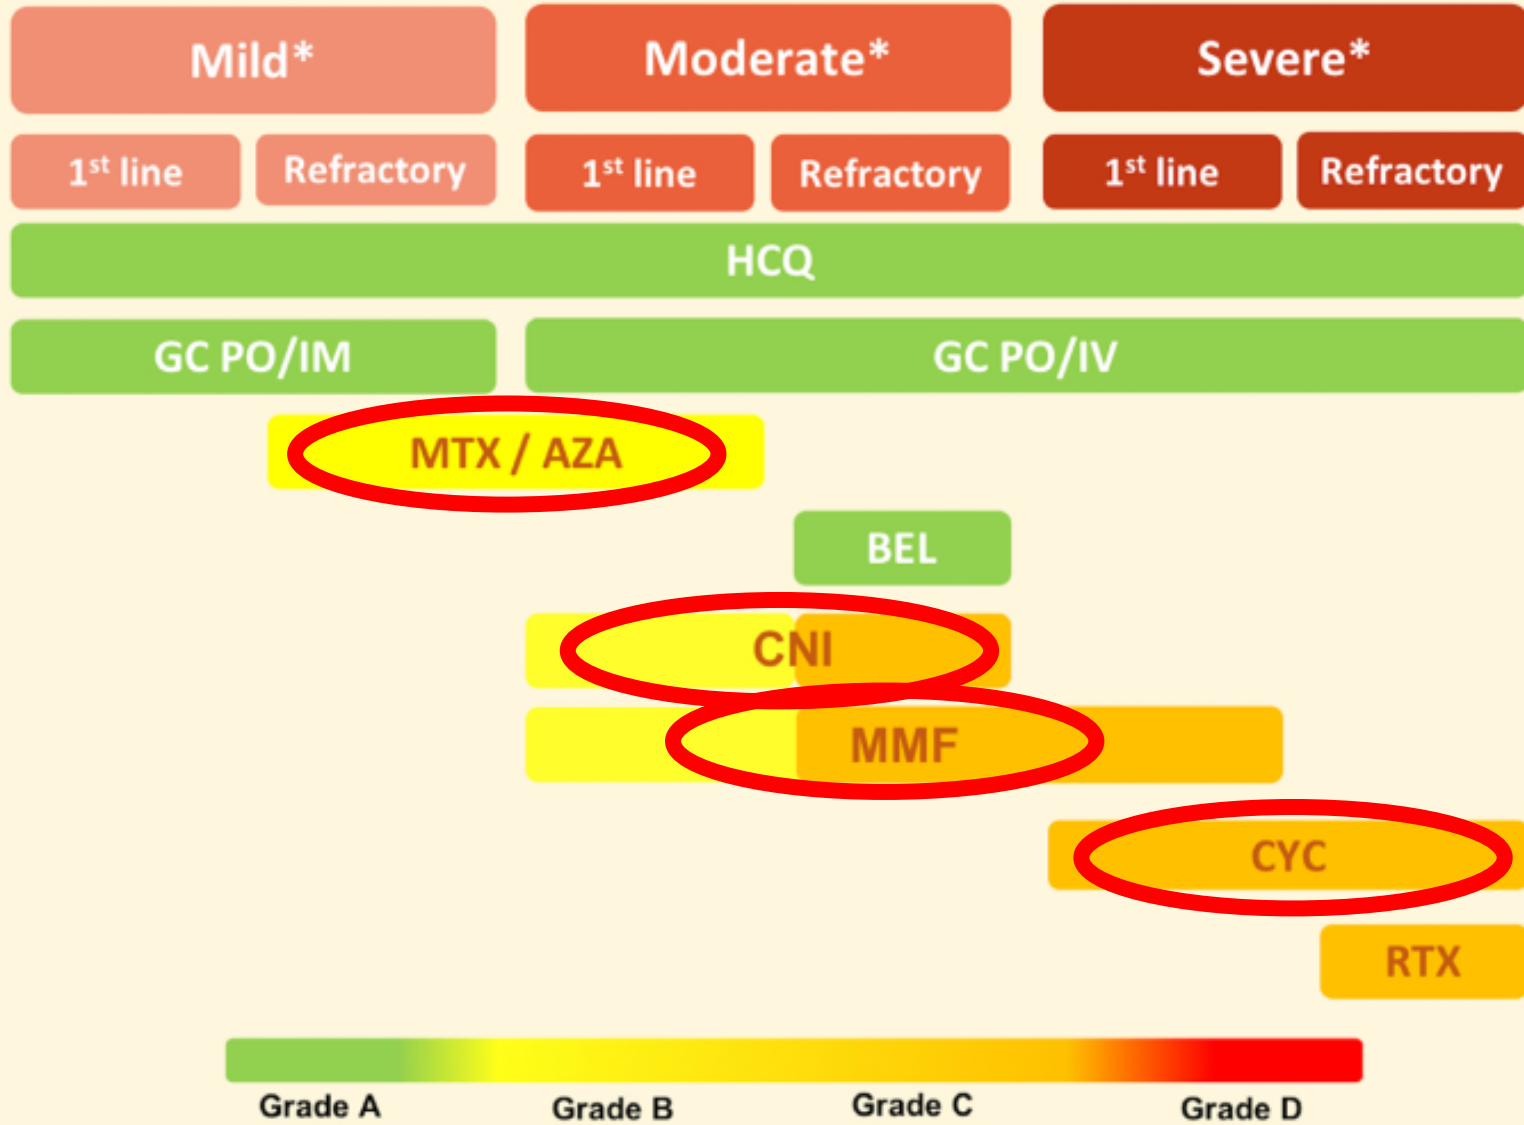 Mild* Moderate* Severe*
1st line Refractory 1st line Refractory 1st line Refractory
HCQ
GC PO/IM GC PO/IV
MTX / AZA
BEL
CNI
MMF
CYC
RTX
Grade A Grade B Grade C Grade D